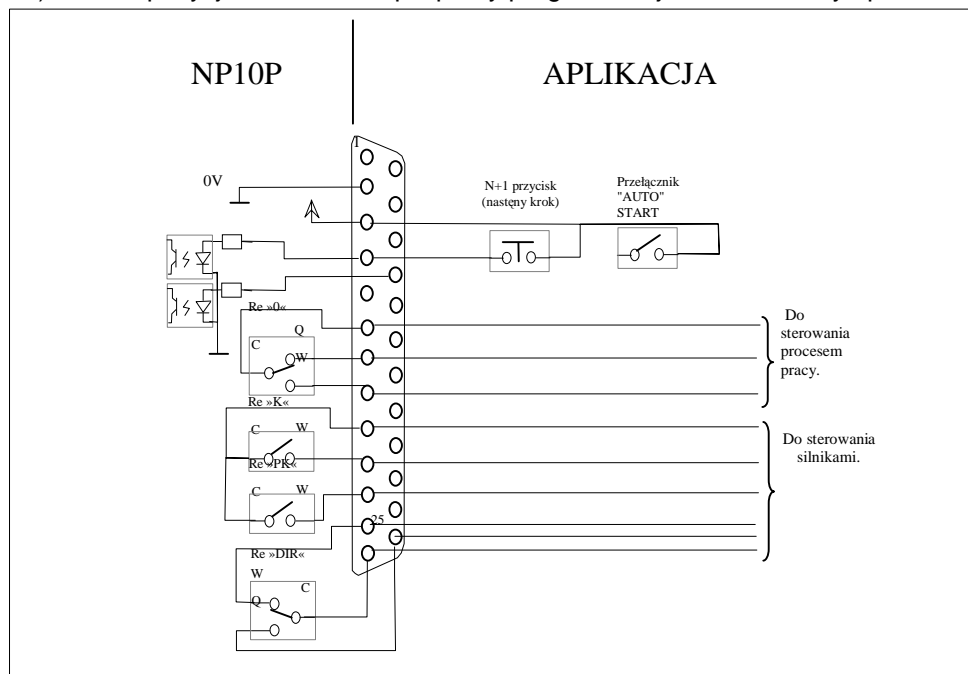 NP10P
APLIKACJA
1
0V
N+1 przycisk
(nastęny krok)
Przełącznik
"AUTO"
START
Re »0«
Q
C
W
Re »K«
C W
Re »PK«
C W
25
Re »DIR«
W
C
Q
Do
sterowania
procesem
pracy.
Do sterowania
silnikami.